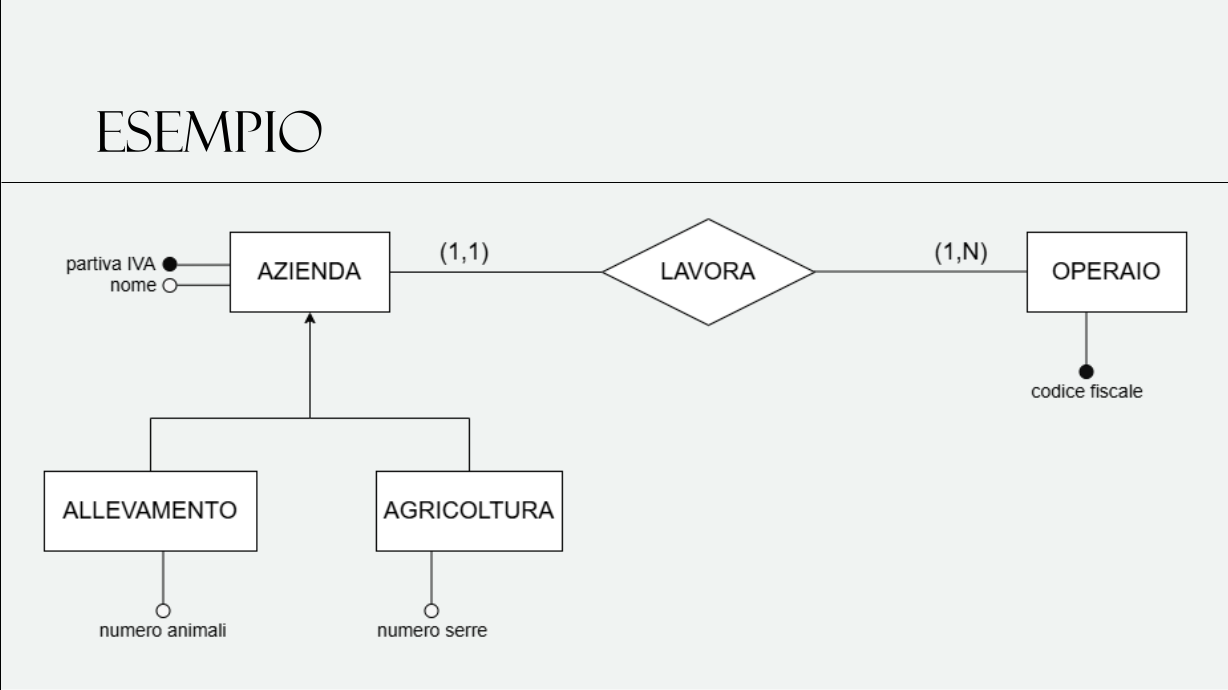 ESEMPIO
partiva IVA
nome
AZIENDA
(1,1)
LAVORA
(1,N)
OPERAIO
codice fiscale
ALLEVAMENTO
AGRICOLTURA
numero animali
numero serre